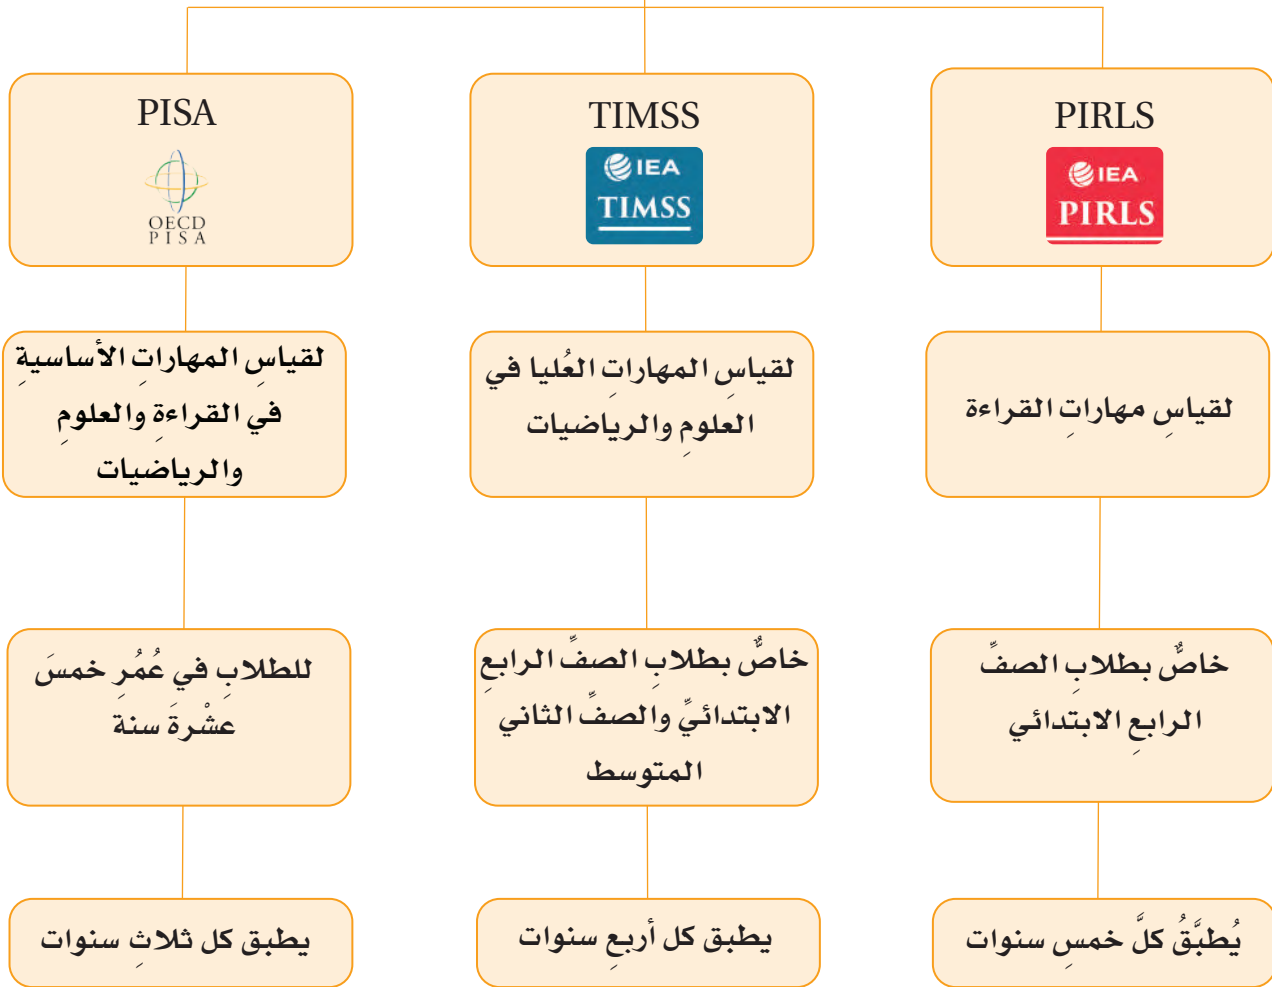 PIRLS
IEA
PIRLS
لقياسِ مهاراتِ القراءة
خاصٌّ بطلابِ الصفِّ
الرابعِ الابتدائي
يُطبَّقُ كلَّ خمسِ سنوات
TIMSS
IEA
TIMSS
لقياسِ المهاراتِ العُليا في
العلومِ والرياضيات
خاصٌّ بطلابِ الصفِّ الرابعِ
الابتدائيِّ والصفِّ الثاني
المتوسط
يطبق كل أربعِ سنوات
PISA
OECD
PISA
لقياسِ المهاراتِ الأساسيةِ
في القراءةِ والعلومِ
والرياضيات
للطلابِ في عُمُرِ خمسَ
عشْرةَ سنة
يطبق كل ثلاثِ سنوات